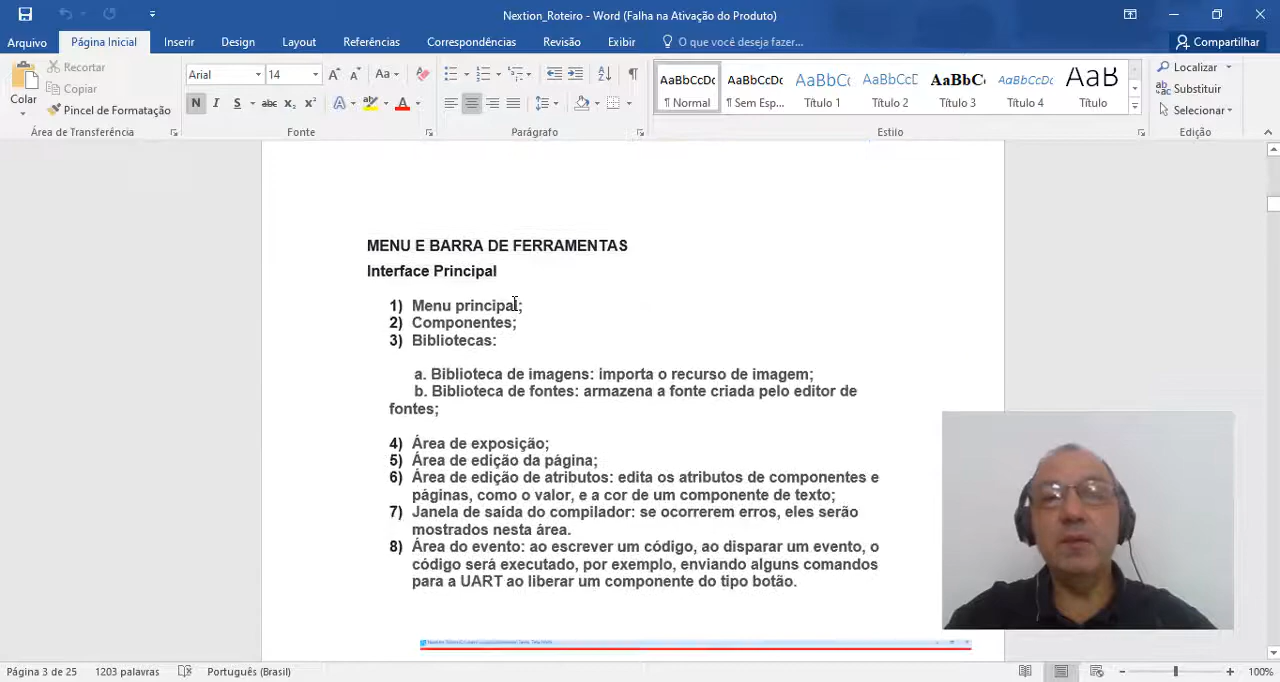 Nextion_Roteiro - Word (Falha na Ativação do Produto)
Arquivo Página Inicial Inserir Design Layout Referências Correspondências Revisão Exibir O que você deseja fazer... Compartilhar
Colar
Recortar
Copiar
Pincel de Formatação
Área de Transferência
Arial 14
N I S abc x₂ x²
Fonte
Parágrafo
AaBbCcDc AaBbCcDc AaBbC( AaBbCcD AaBbC AaBbCcDc AaB
¶ Normal ¶ Sem Esp... Título 1 Título 2 Título 3 Título 4 Título
Estilo
Localizar
Substituir
Selecionar
Edição
MENU E BARRA DE FERRAMENTAS
Interface Principal
1) Menu principal;
2) Componentes;
3) Bibliotecas:
a. Biblioteca de imagens: importa o recurso de imagem;
b. Biblioteca de fontes: armazena a fonte criada pelo editor de
fontes;
4) Área de exposição;
5) Área de edição da página;
6) Área de edição de atributos: edita os atributos de componentes e
páginas, como o valor, e a cor de um componente de texto;
7) Janela de saída do compilador: se ocorrerem erros, eles serão
mostrados nesta área.
8) Área do evento: ao escrever um código, ao disparar um evento, o
código será executado, por exemplo, enviando alguns comandos
para a UART ao liberar um componente do tipo botão.
Página 3 de 25 1203 palavras Português (Brasil) 100%